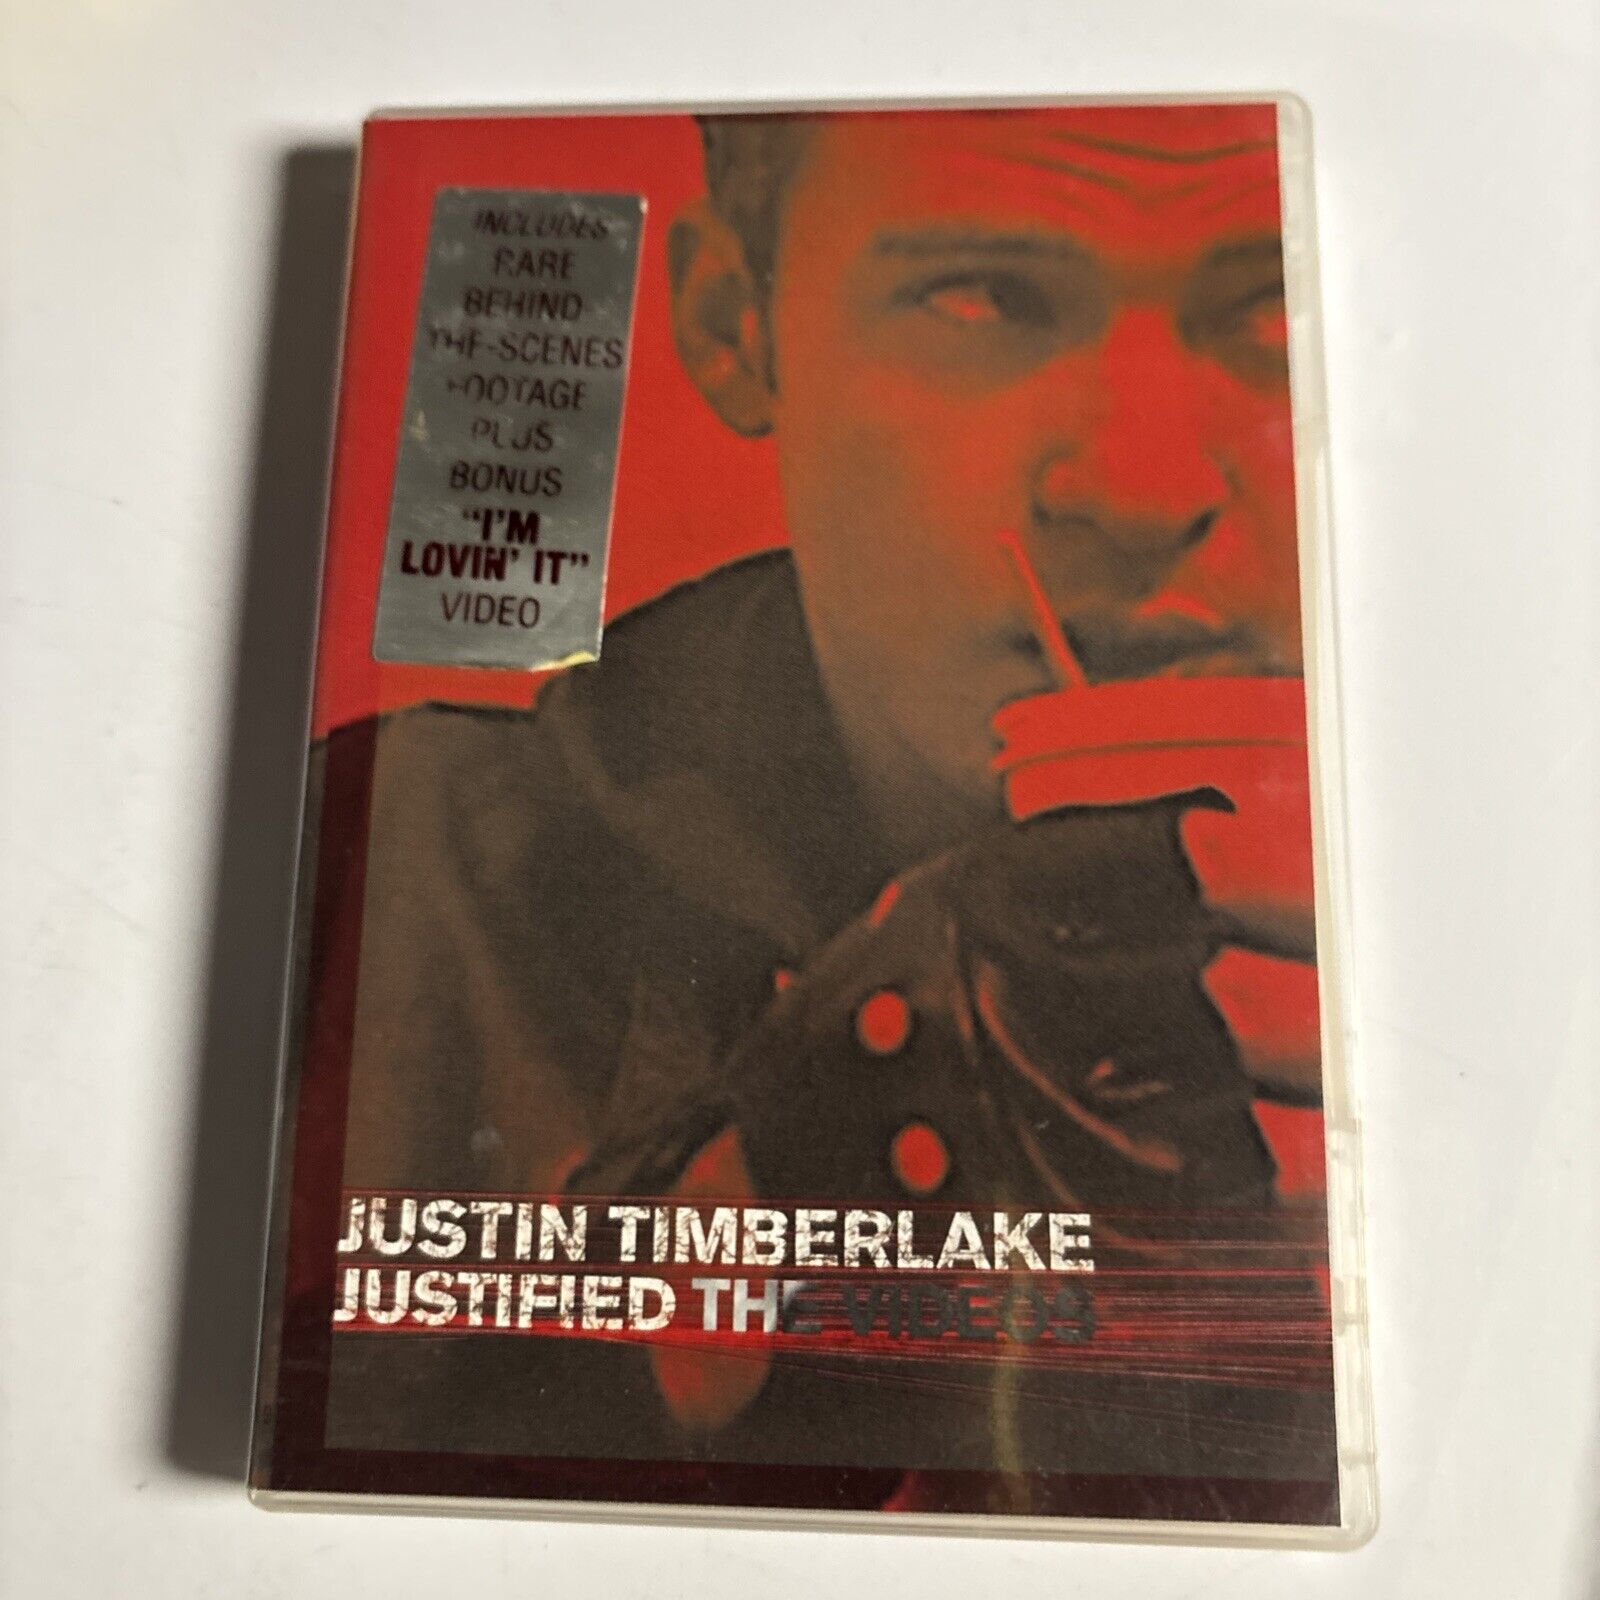 INCLUDES
RARE
BEHIND
THE-SCENES
FOOTAGE
PLUS
BONUS
"I'M
LOVIN' IT"
VIDEO
JUSTIN TIMBERLAKE
JUSTIFIED THE VIDEOS